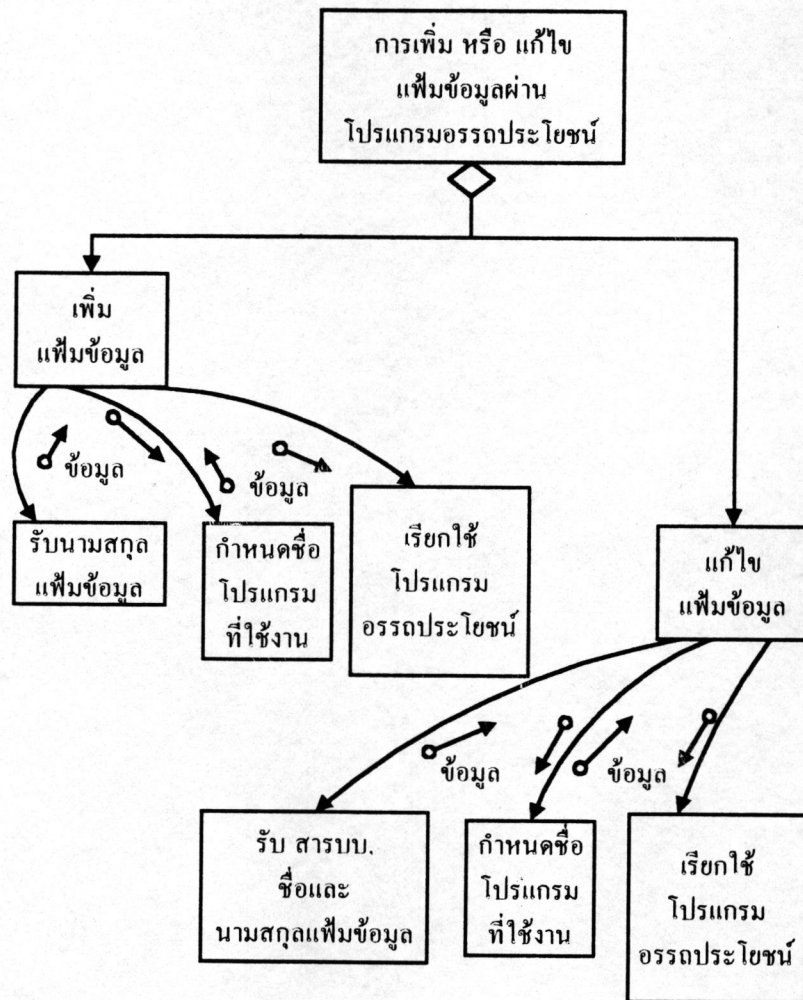 การเพิ่ม หรือ แก้ไข
แฟ้มข้อมูลผ่าน
โปรแกรมอรรถประโยชน์
เพิ่ม
แฟ้มข้อมูล
ข้อมูล
ข้อมูล
รับนามสกุล
แฟ้มข้อมูล
กำหนดชื่อ
โปรแกรม
ที่ใช้งาน
เรียกใช้
โปรแกรม
อรรถประโยชน์
แก้ไข
แฟ้มข้อมูล
ข้อมูล
ข้อมูล
รับ สารบบ.
ชื่อและ
นามสกุลแฟ้มข้อมูล
กำหนดชื่อ
โปรแกรม
ที่ใช้งาน
เรียกใช้
โปรแกรม
อรรถประโยชน์